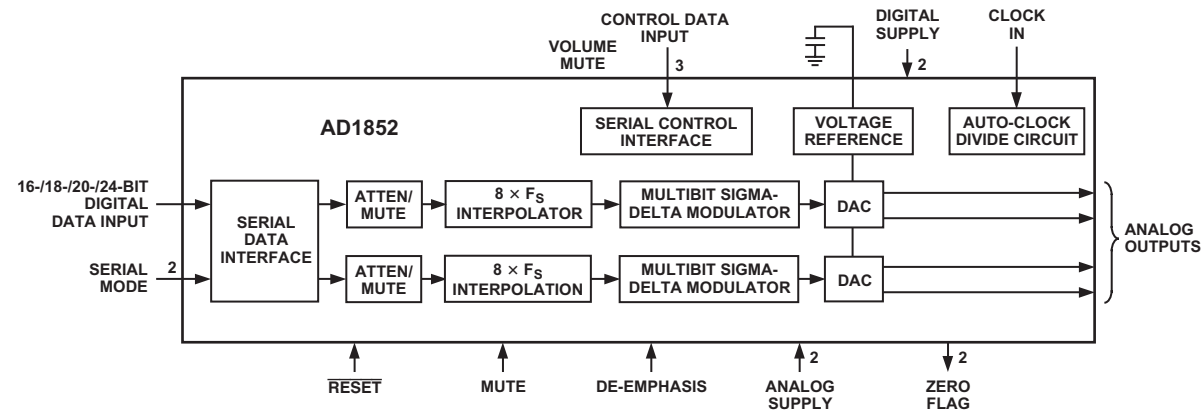 CONTROL DATA
INPUT
VOLUME
MUTE
3
DIGITAL
SUPPLY
2
CLOCK
IN
AD1852
SERIAL CONTROL
INTERFACE
VOLTAGE
REFERENCE
AUTO-CLOCK
DIVIDE CIRCUIT
16-/18-/20-/24-BIT
DIGITAL
DATA INPUT
SERIAL
MODE
2
SERIAL
DATA
INTERFACE
ATTEN/
MUTE
8 × FS
INTERPOLATOR
MULTIBIT SIGMA-
DELTA MODULATOR
DAC
ATTEN/
MUTE
8 × FS
INTERPOLATION
MULTIBIT SIGMA-
DELTA MODULATOR
DAC
ANALOG
OUTPUTS
RESET
MUTE
DE-EMPHASIS
2
ANALOG
SUPPLY
2
ZERO
FLAG